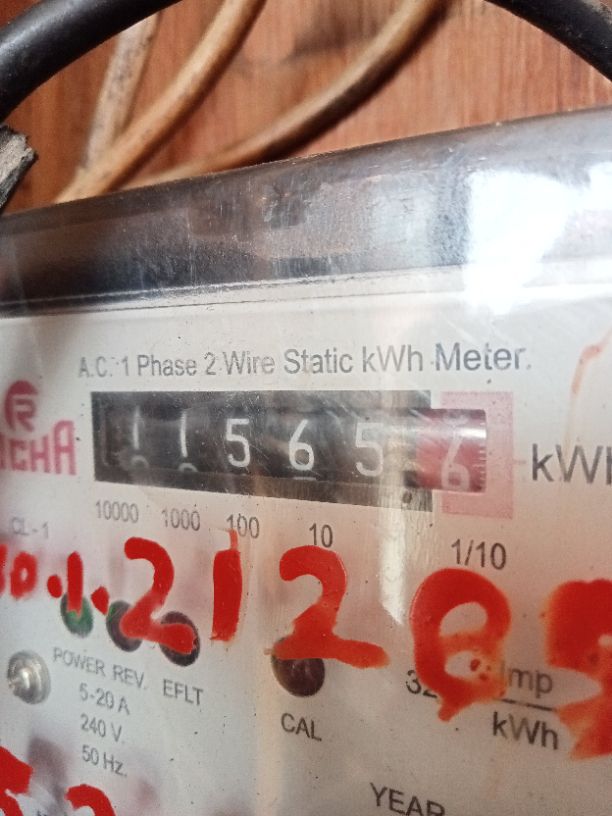 A.C. 1 Phase 2 Wire Static kWh Meter.
115656
kWh
10000 1000 100 10 1/10
CL-1
POWER REV. EFLT
5-20 A
240 V.
50 Hz.
CAL
kWh
YEAR